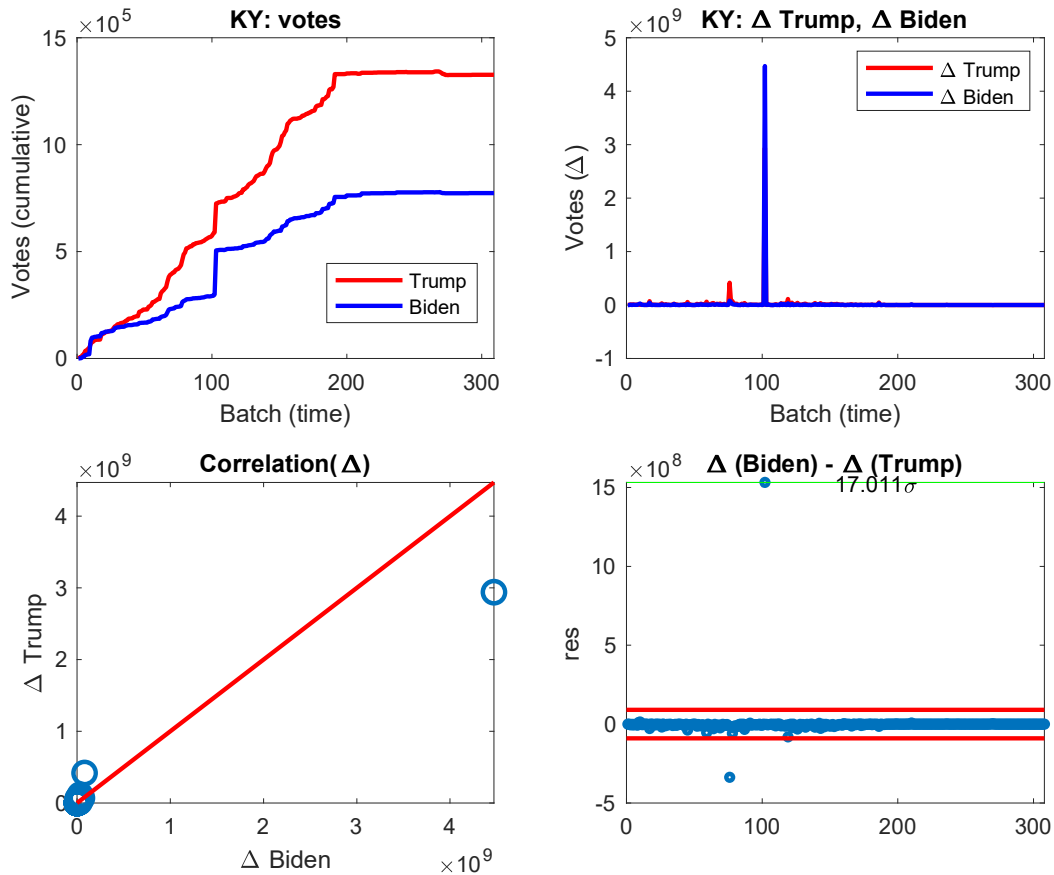 KY: votes
×10^5
15
10
5
0
Votes (cumulative)
Trump
Biden
0
100
200
300
Batch (time)
KY: Δ Trump, Δ Biden
×10^9
5
4
3
2
1
0
-1
Votes (Δ)
Δ Trump
Δ Biden
0
100
200
300
Batch (time)
Correlation(Δ)
×10^9
4
3
2
1
0
Δ Trump
0
1
2
3
4
×10^9
Δ Biden
Δ (Biden) - Δ (Trump)
×10^8
17.011σ
15
10
5
0
-5
res
0
100
200
300
Batch (time)